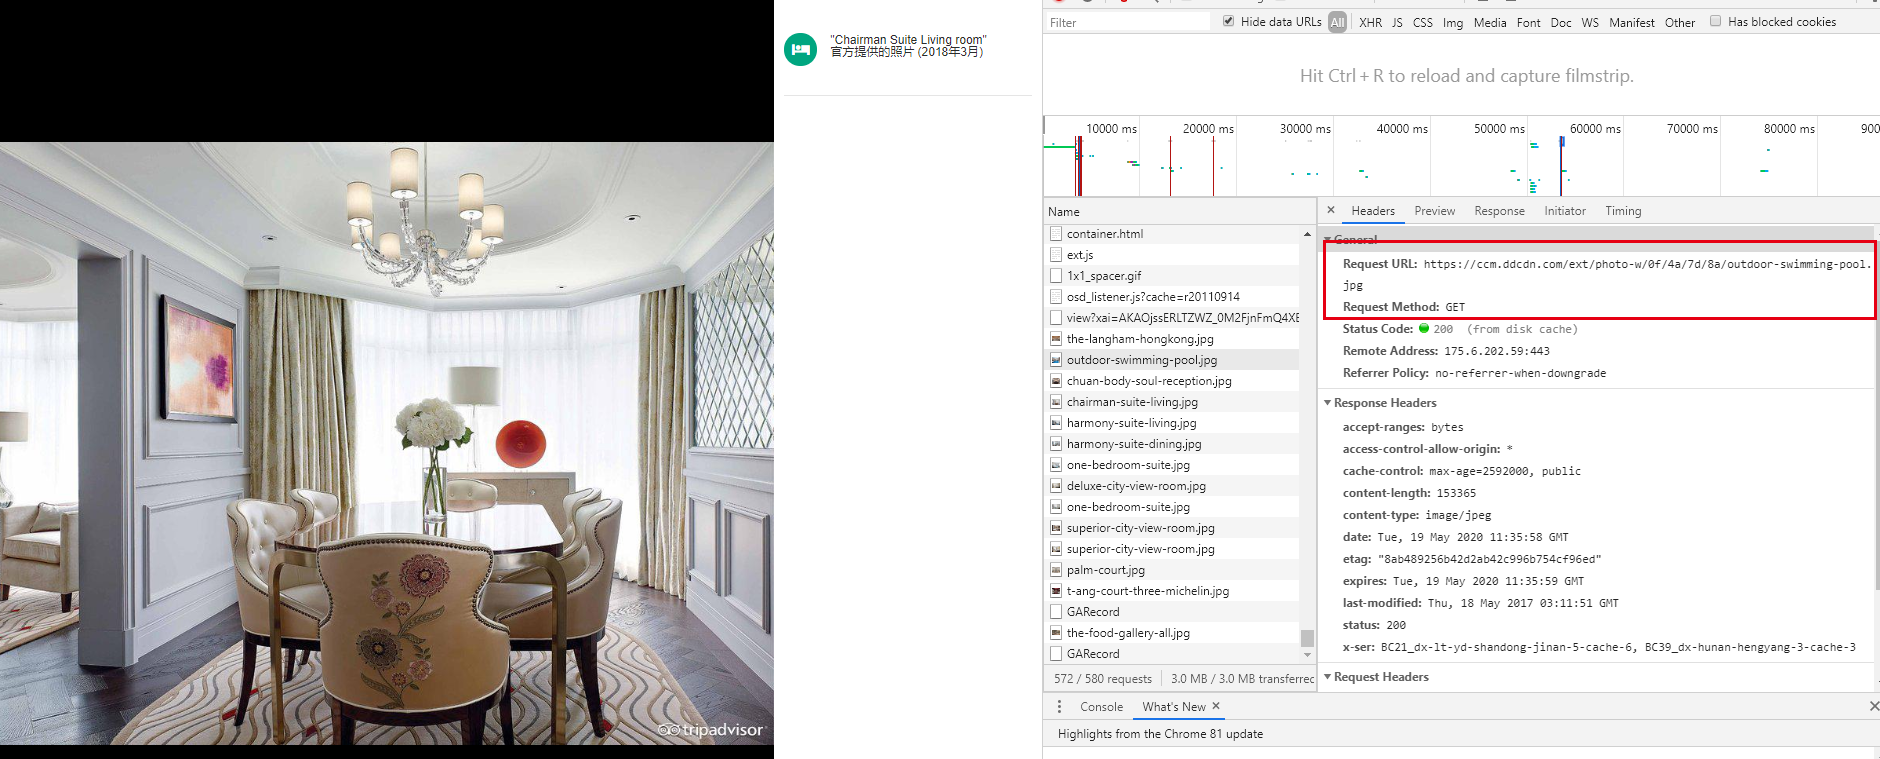 "Chairman Suite Living room"
官方提供的照片 (2018年3月)
tripadvisor
Filter
Hide data URLs
All
XHR JS CSS Img Media Font Doc WS Manifest Other
Has blocked cookies
Hit Ctrl + R to reload and capture filmstrip.
10000 ms 20000 ms 30000 ms 40000 ms 50000 ms 60000 ms 70000 ms 80000 ms 900
Name
container.html
ext.js
1x1_spacer.gif
osd_listener.js?cache=r20110914
view?xai=AKAOjssERLTZWZ_0M2FjnFmQ4XE
the-langham-hongkong.jpg
outdoor-swimming-pool.jpg
chuan-body-soul-reception.jpg
chairman-suite-living.jpg
harmony-suite-living.jpg
harmony-suite-dining.jpg
one-bedroom-suite.jpg
deluxe-city-view-room.jpg
one-bedroom-suite.jpg
superior-city-view-room.jpg
superior-city-view-room.jpg
palm-court.jpg
t-ang-court-three-michelin.jpg
GARecord
the-food-gallery-all.jpg
GARecord
572 / 580 requests
3.0 MB / 3.0 MB transferrec
× Headers Preview Response Initiator Timing
General
Request URL: https://ccm.ddcdn.com/ext/photo-w/0f/4a/7d/8a/outdoor-swimming-pool.
jpg
Request Method: GET
Status Code: 200 (from disk cache)
Remote Address: 175.6.202.59:443
Referrer Policy: no-referrer-when-downgrade
Response Headers
accept-ranges: bytes
access-control-allow-origin: *
cache-control: max-age=2592000, public
content-length: 153365
content-type: image/jpeg
date: Tue, 19 May 2020 11:35:58 GMT
etag: "8ab489256b42d2ab42c996b754cf96ed"
expires: Tue, 19 May 2020 11:35:59 GMT
last-modified: Thu, 18 May 2017 03:11:51 GMT
status: 200
x-ser: BC21_dx-lt-yd-shandong-jinan-5-cache-6, BC39_dx-hunan-hengyang-3-cache-3
Request Headers
Console What's New ×
Highlights from the Chrome 81 update